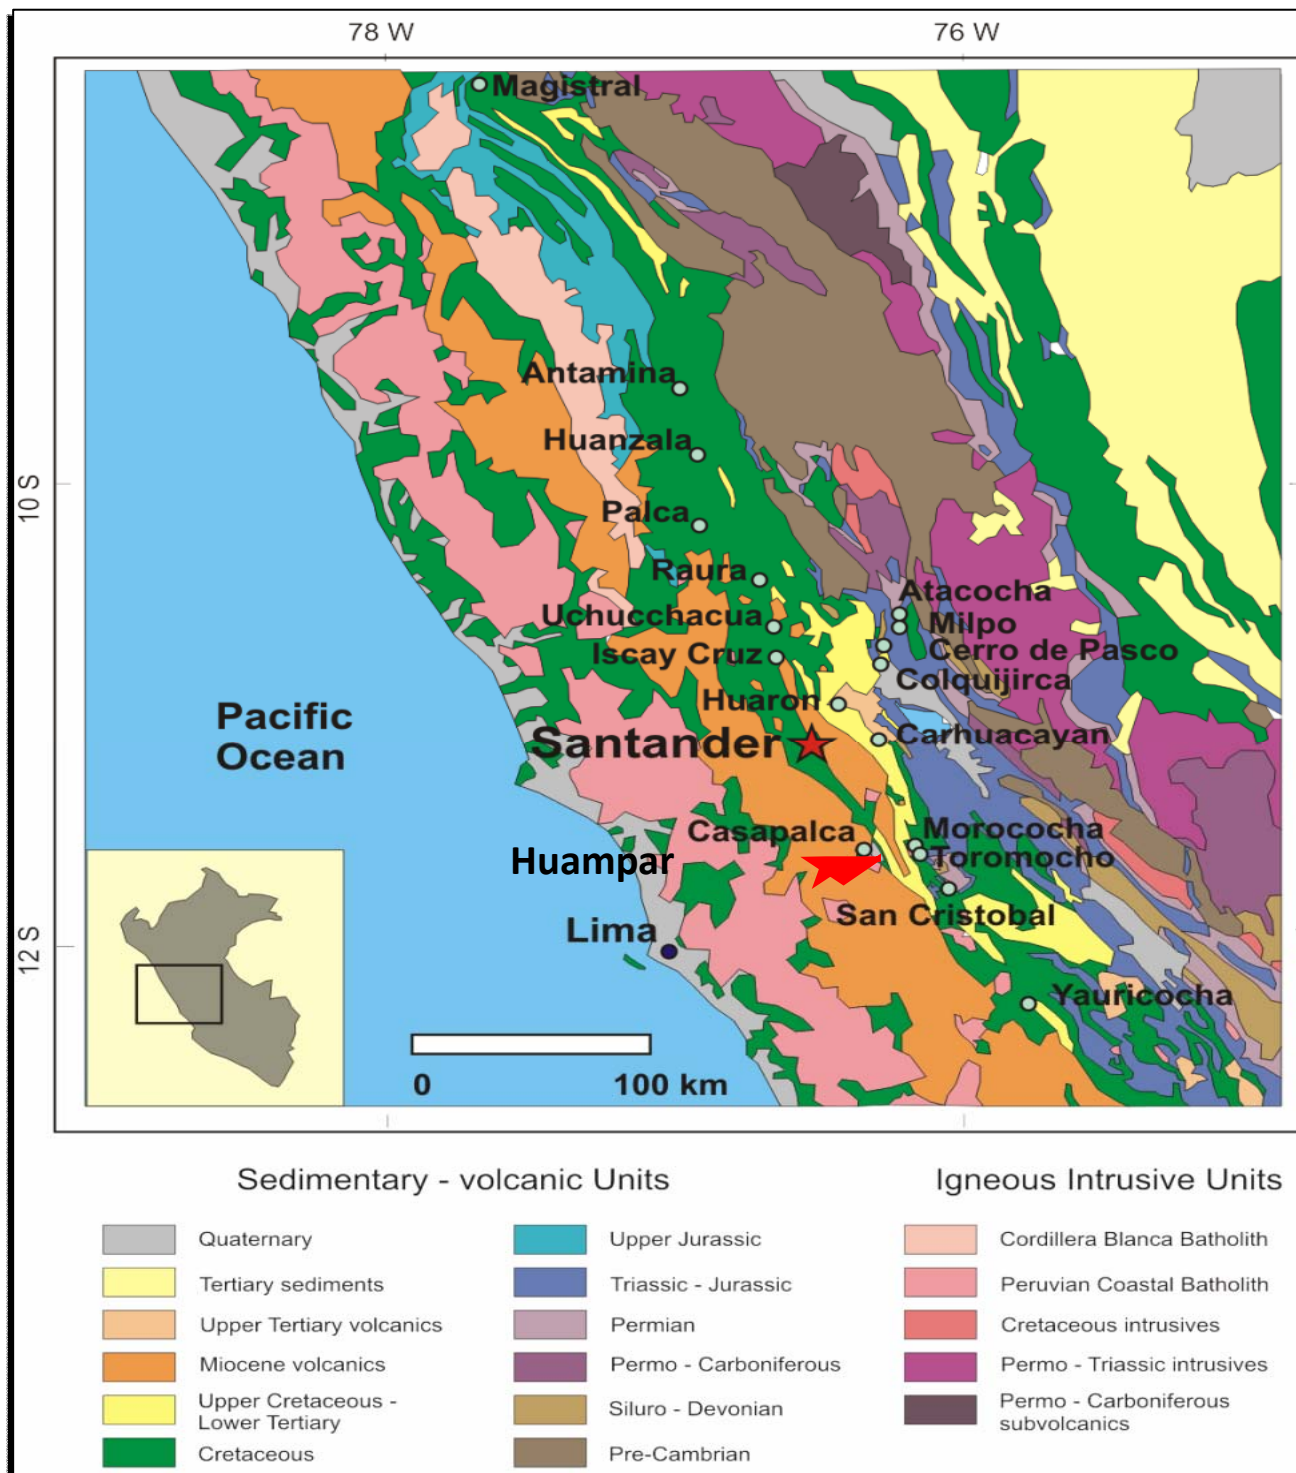 78 W
76 W
Magistral
Antamina
Huanzala
10 S
Palca
Raura
Atacocha
Uchucchacua
Milpo
Iscay Cruz
Cerro de Pasco
Colquijirca
Huaron
Pacific
Ocean
Santander
Carhuacayan
Casapalca
Morococha
Huampar
Toromocho
San Cristobal
Lima
12 S
Yauricocha
0
100 km
Sedimentary - volcanic Units
Igneous Intrusive Units
Quaternary
Tertiary sediments
Upper Tertiary volcanics
Miocene volcanics
Upper Cretaceous -
Lower Tertiary
Cretaceous
Upper Jurassic
Triassic - Jurassic
Permian
Permo - Carboniferous
Siluro - Devonian
Pre-Cambrian
Cordillera Blanca Batholith
Peruvian Coastal Batholith
Cretaceous intrusives
Permo - Triassic intrusives
Permo - Carboniferous
subvolcanics